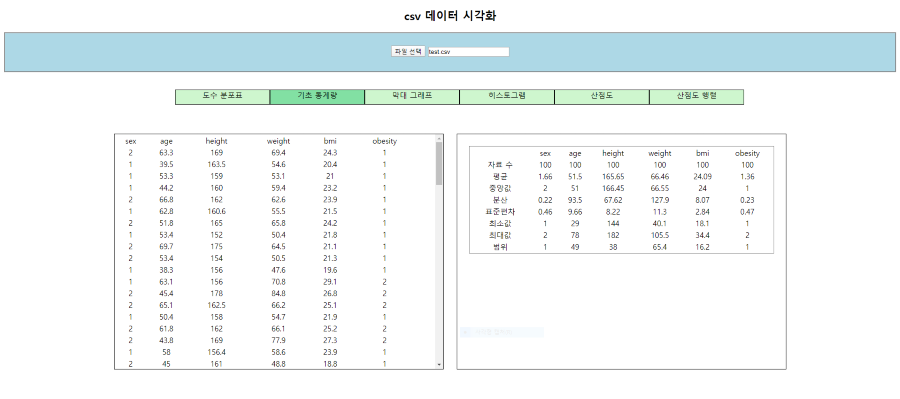 csv 데이터 시각화
파일 선택 test.csv
도수 분포표 기초 통계량 막대 그래프 히스토그램 산점도 산점도 행렬
sex age height weight bmi obesity
2 63.3 169 69.4 24.3 1
1 39.5 163.5 54.6 20.4 1
1 53.3 159 53.1 21 1
1 44.2 160 59.4 23.2 1
2 66.8 162 62.6 23.9 1
1 62.8 160.6 55.5 21.5 1
2 51.8 165 65.8 24.2 1
1 53.4 152 50.4 21.8 1
2 69.7 175 64.5 21.1 1
2 53.4 154 50.5 21.3 1
1 38.3 156 47.6 19.6 1
1 63.1 156 70.8 29.1 2
2 45.4 178 84.8 26.8 2
2 65.1 162.5 66.2 25.1 2
1 50.4 158 54.7 21.9 1
2 61.8 162 66.1 25.2 2
2 43.8 169 77.9 27.3 2
1 58 156.4 58.6 23.9 1
2 45 161 48.8 18.8 1
sex age height weight bmi obesity
자료 수 100 100 100 100 100 100
평균 1.66 51.5 165.65 66.46 24.09 1.36
중앙값 2 51 166.45 66.55 24 1
분산 0.22 93.5 67.62 127.9 8.07 0.23
표준편차 0.46 9.66 8.22 11.3 2.84 0.47
최소값 1 29 144 40.1 18.1 1
최대값 2 78 182 105.5 34.4 2
범위 1 49 38 65.4 16.2 1